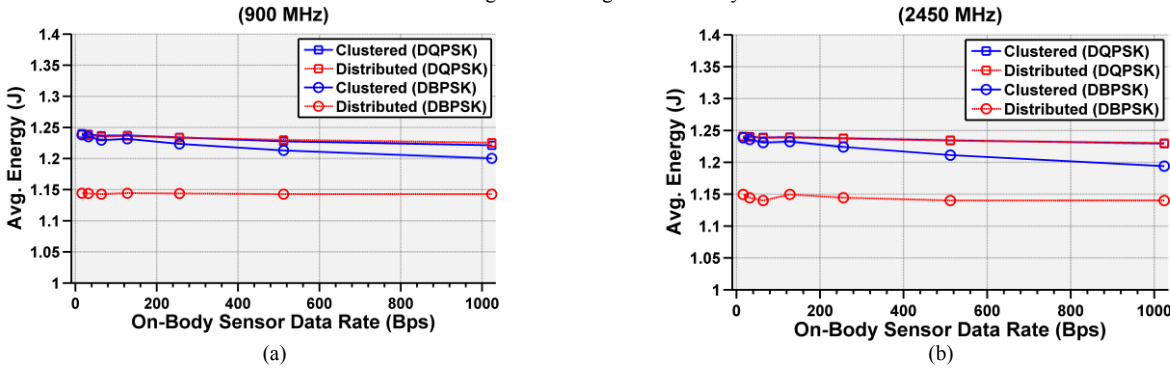 (900 MHz)
1.4
1.35
1.3
1.25
1.2
1.15
1.1
1.05
1
Avg. Energy (J)
Clustered (DQPSK)
Distributed (DQPSK)
Clustered (DBPSK)
Distributed (DBPSK)
0 200 400 600 800 1000
On-Body Sensor Data Rate (Bps)
(a)
(2450 MHz)
1.4
1.35
1.3
1.25
1.2
1.15
1.1
1.05
1
Avg. Energy (J)
Clustered (DQPSK)
Distributed (DQPSK)
Clustered (DBPSK)
Distributed (DBPSK)
0 200 400 600 800 1000
On-Body Sensor Data Rate (Bps)
(b)